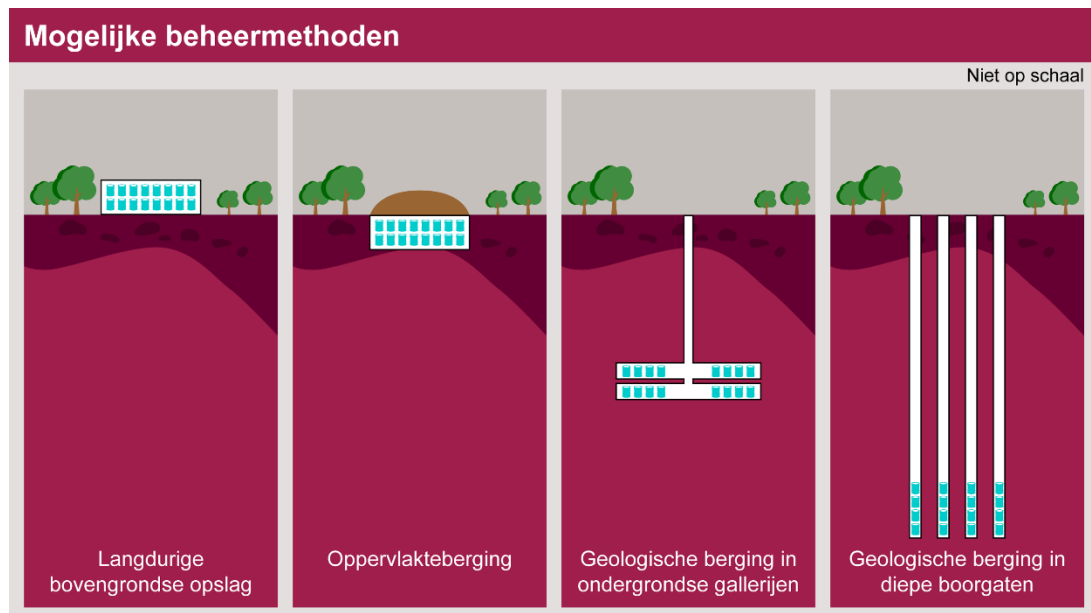 Mogelijke beheermethoden
Niet op schaal
Langdurige
bovengrondse opslag
Oppervlakteberging
Geologische berging in
ondergrondse gallerijen
Geologische berging in
diepe boorgaten